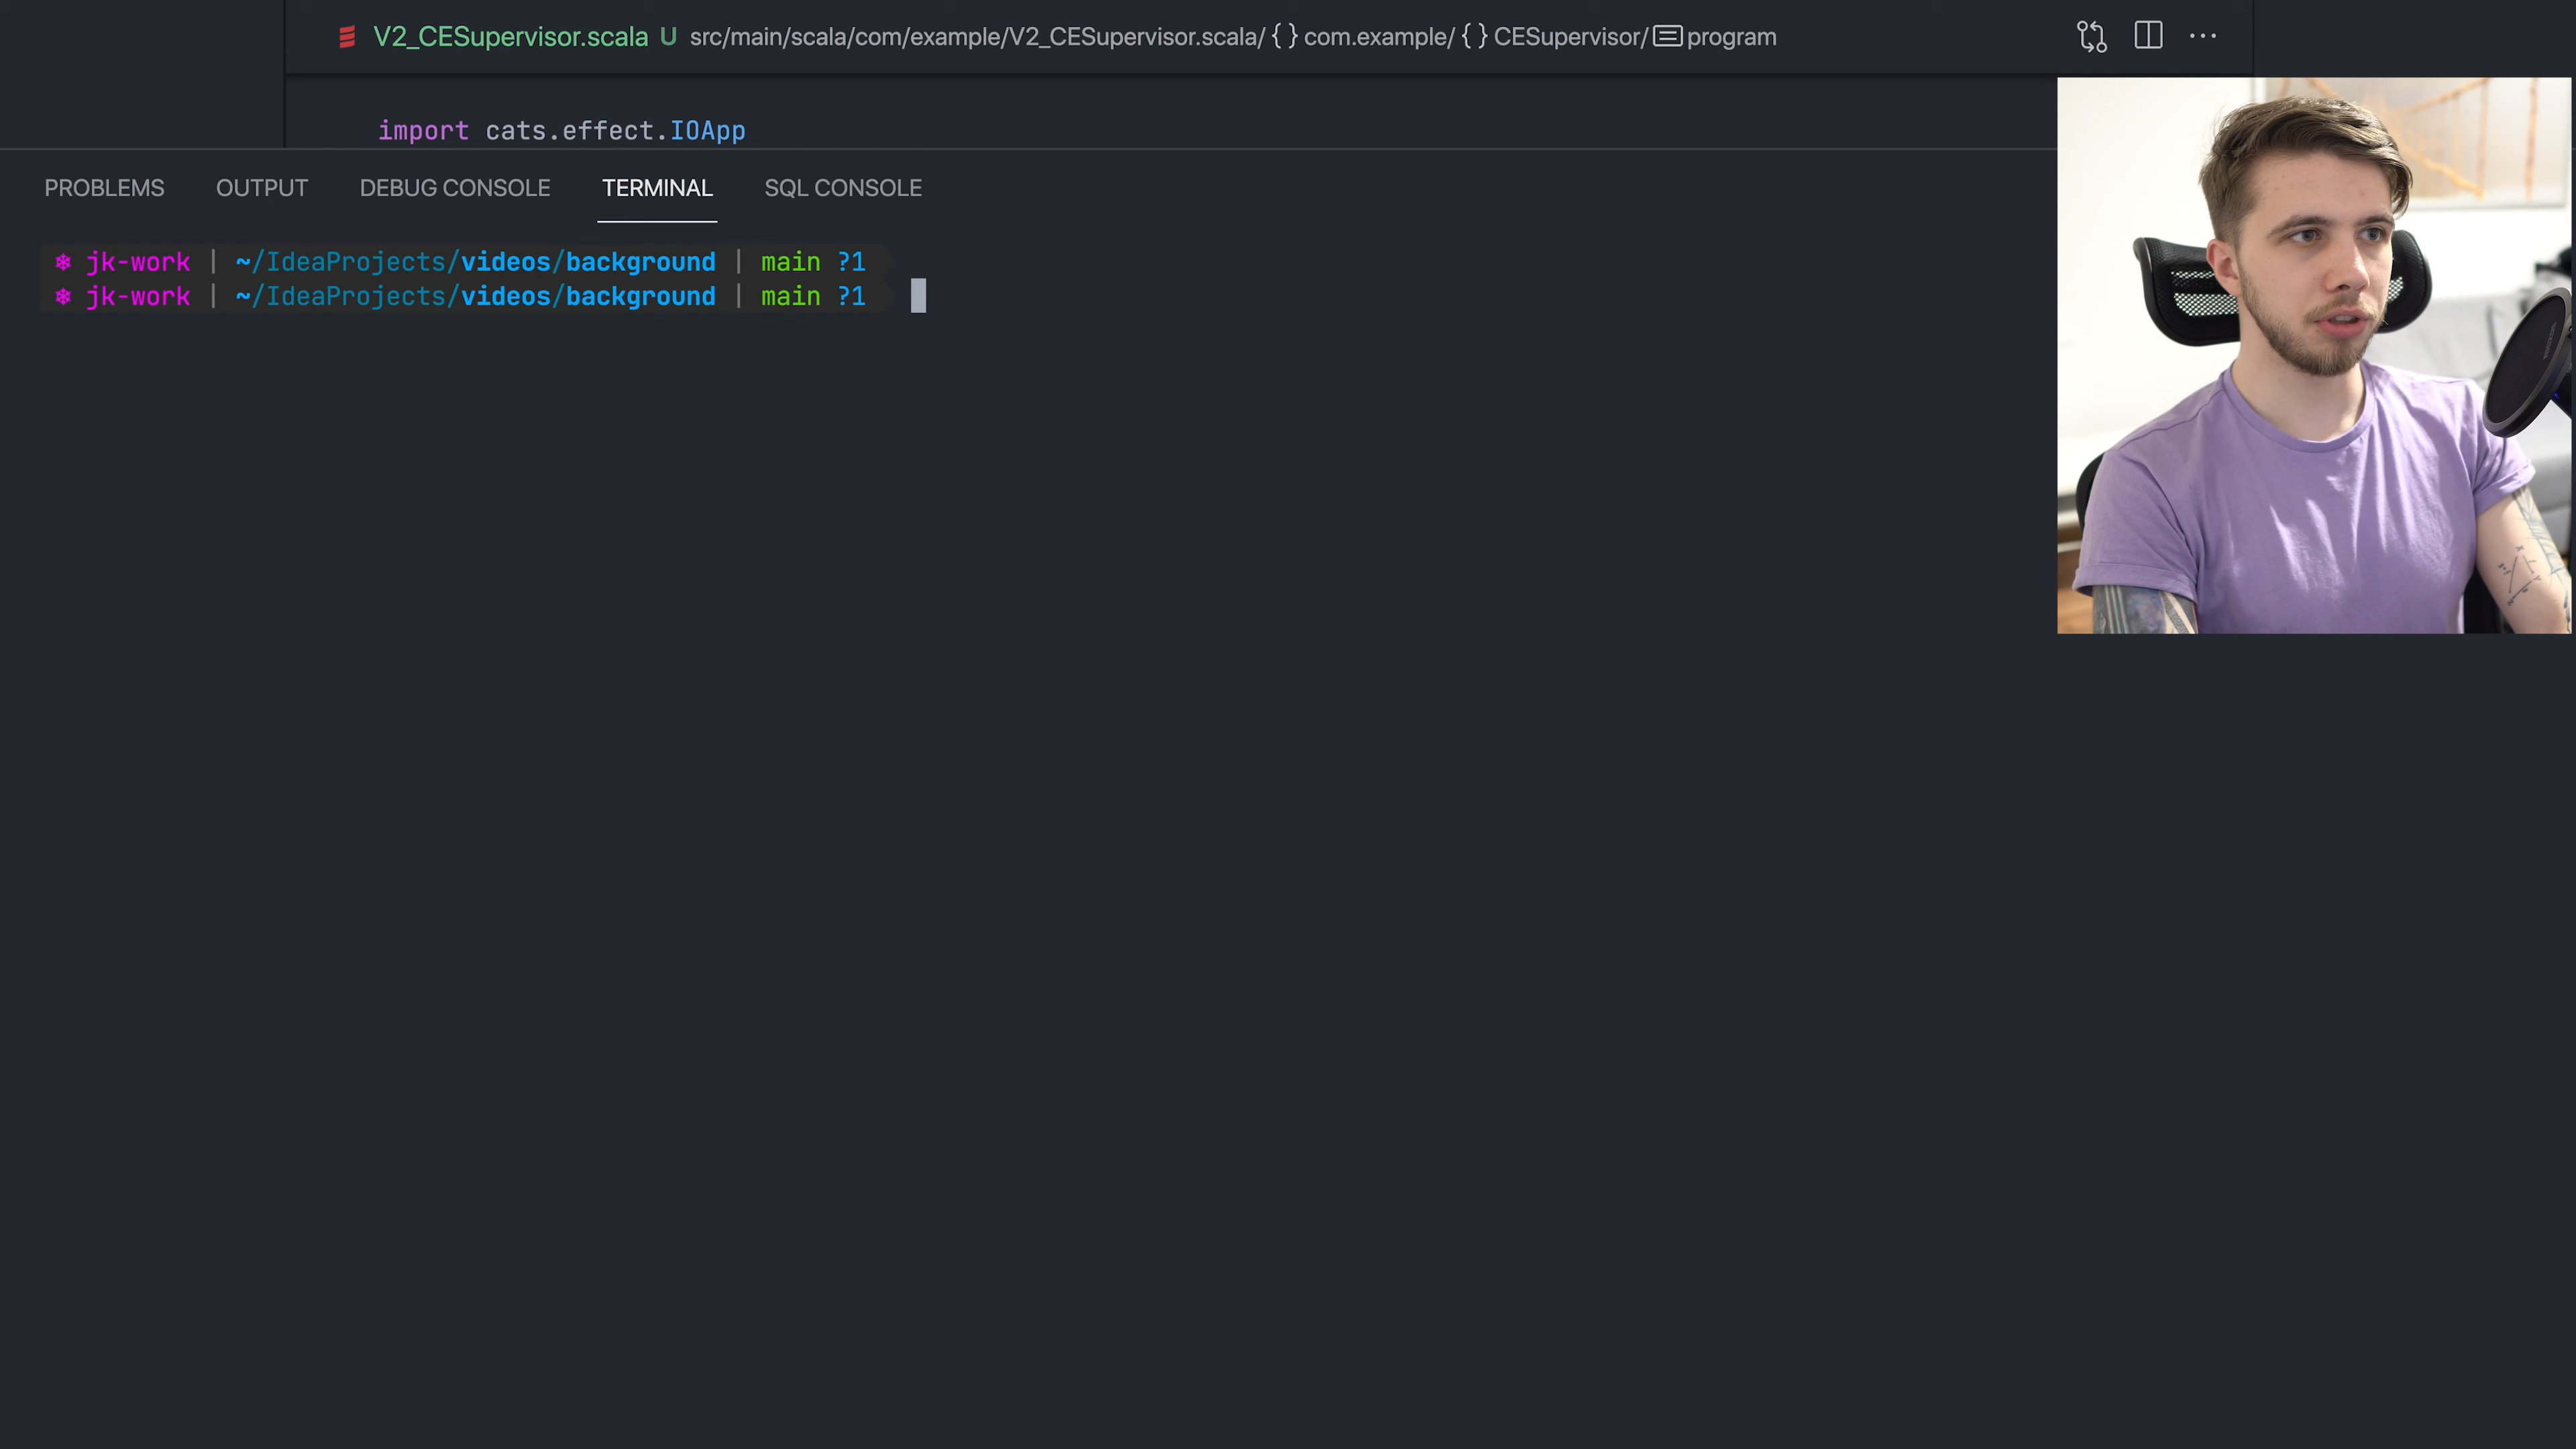 V2_CESupervisor.scala U src/main/scala/com/example/V2_CESupervisor.scala/ {} com.example/ {} CESupervisor/ program
import cats.effect.IOApp
PROBLEMS OUTPUT DEBUG CONSOLE TERMINAL SQL CONSOLE
❄ jk-work | ~/IdeaProjects/videos/background | main ?1
❄ jk-work | ~/IdeaProjects/videos/background | main ?1